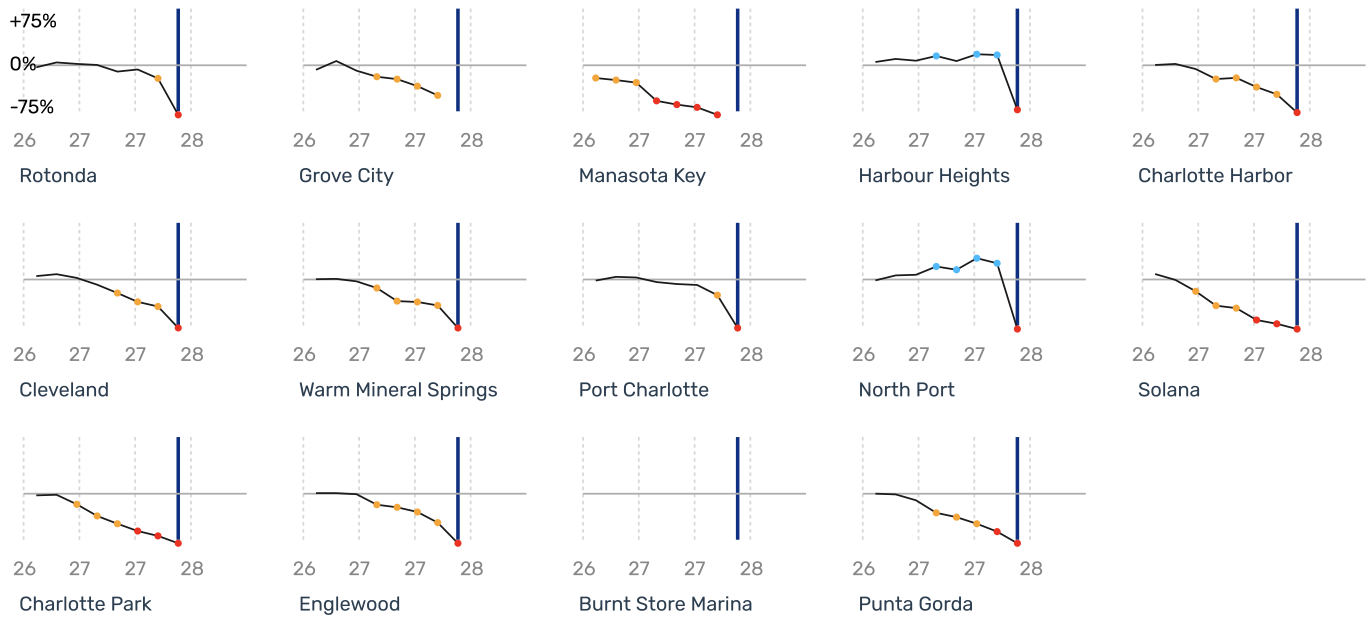 +75%
0%
-75%
26 27 27 28 26 27 27 28 26 27 27 28 26 27 27 28 26 27 27 28
Rotonda Grove City Manasota Key Harbour Heights Charlotte Harbor
26 27 27 28 26 27 27 28 26 27 27 28 26 27 27 28 26 27 27 28
Cleveland Warm Mineral Springs Port Charlotte North Port Solana
26 27 27 28 26 27 27 28 26 27 27 28 26 27 27 28
Charlotte Park Englewood Burnt Store Marina Punta Gorda